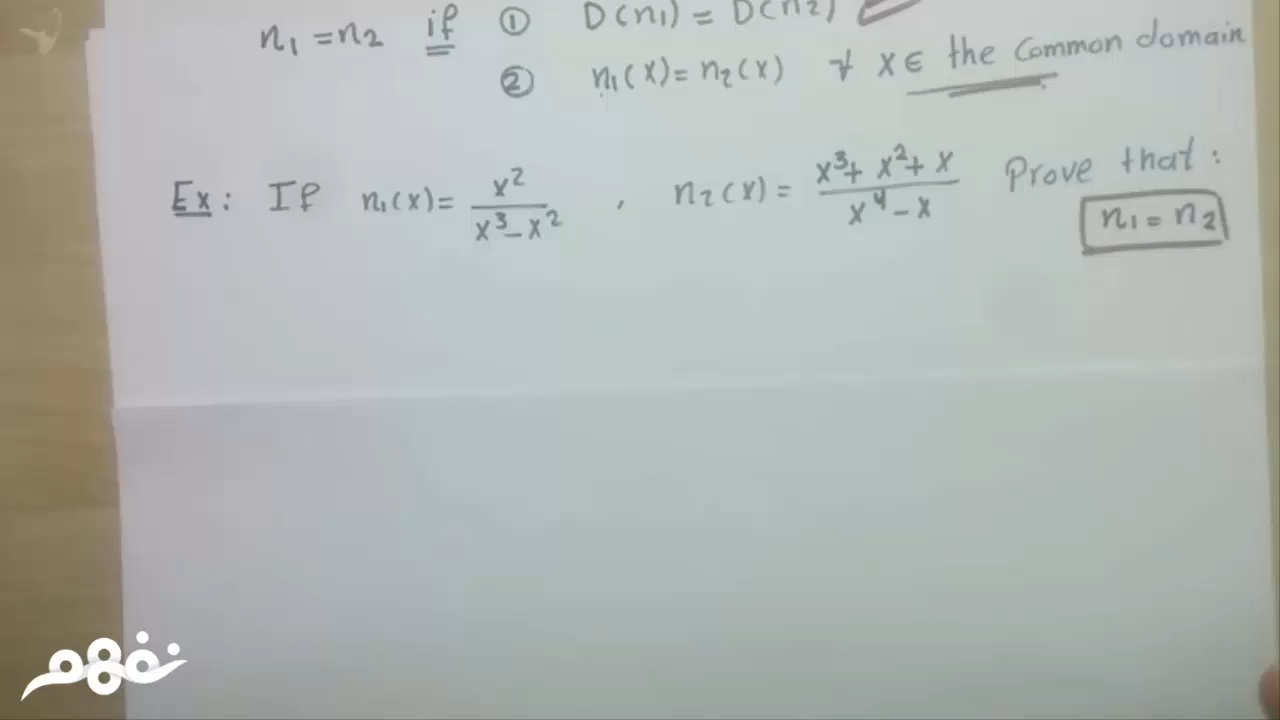 n₁ = n₂ if ① D(n₁) = D(n₂)
② n₁(x) = n₂(x) ∀ x ∈ the Common domain
Ex: If n₁(x) = x² / (x³ - x²) , n₂(x) = (x³ + x² + x) / (x⁴ - x) Prove that :
n₁ = n₂
نفهم